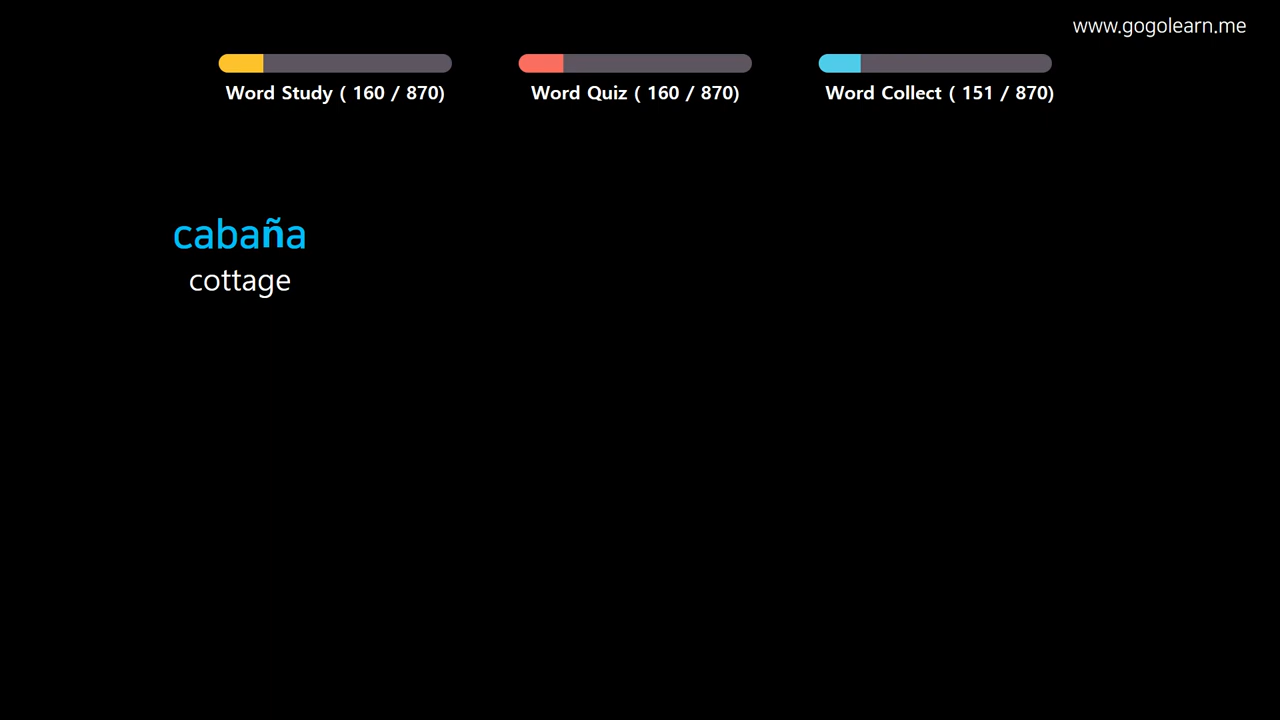 www.gogolearn.me
Word Study ( 160 / 870)
Word Quiz ( 160 / 870)
Word Collect ( 151 / 870)
cabaña
cottage